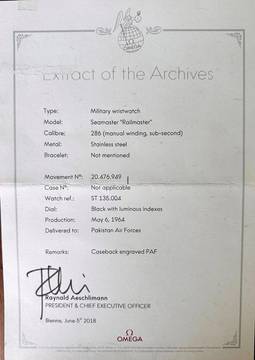 OMEGA
Extract of the Archives
Type: Military wristwatch
Model: Seamaster "Railmaster"
Calibre: 286 (manual winding, sub-second)
Metal: Stainless steel
Bracelet: Not mentioned
Movement N°: 20.476.949
Case N°: Not applicable
Watch ref.: ST 135.004
Dial: Black with luminous indexes
Production: May 6, 1964
Delivered to: Pakistan Air Forces
Remarks: Caseback engraved PAF
Raynald Aeschlimann
PRESIDENT & CHIEF EXECUTIVE OFFICER
Bienne, June 5th 2018
OMEGA